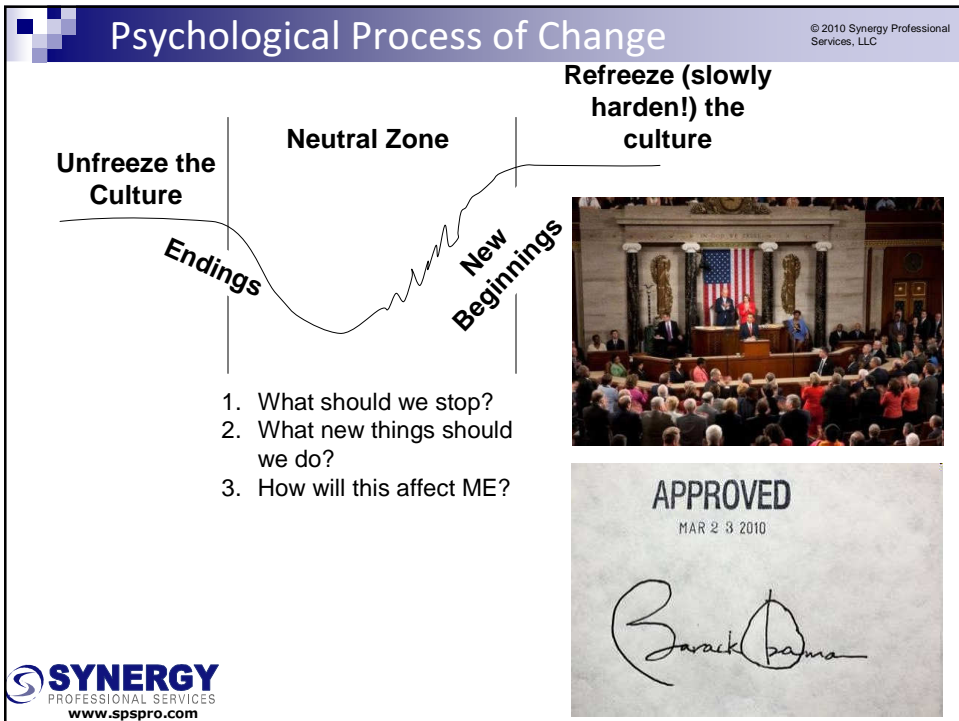 Psychological Process of Change
© 2010 Synergy Professional
Services, LLC
Refreeze (slowly
harden!) the
culture
Neutral Zone
Unfreeze the
Culture
Endings
New
Beginnings
1. What should we stop?
2. What new things should
we do?
3. How will this affect ME?
APPROVED
MAR 23 2010
Barack Obama
SYNERGY
PROFESSIONAL SERVICES
www.spspro.com